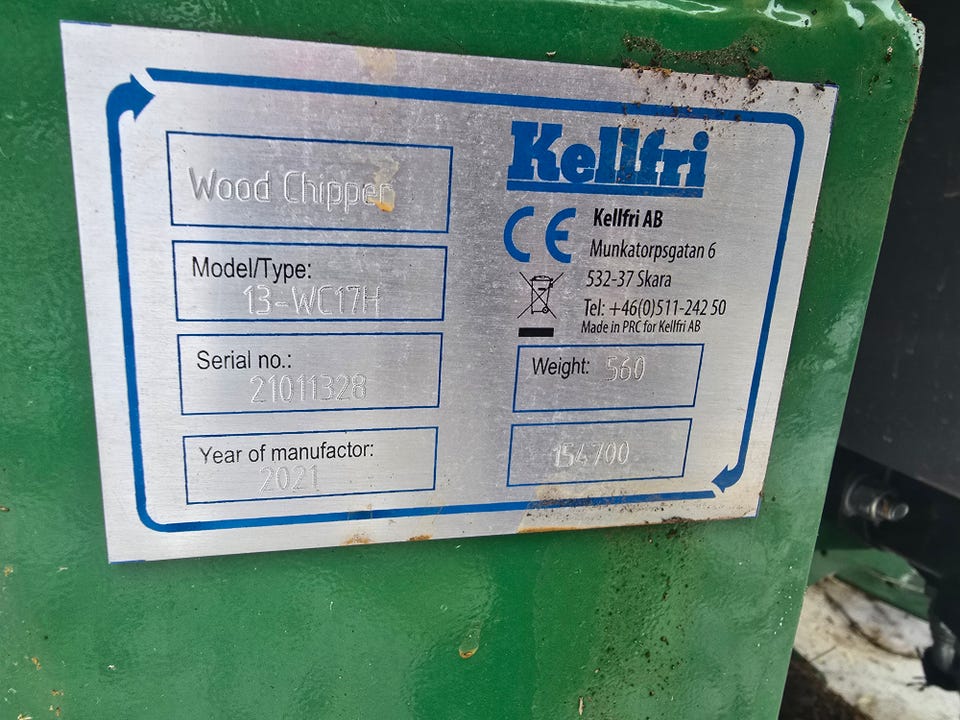 Wood Chipper
Model/Type:
13-WC17H
Serial no.:
21011328
Year of manufactor:
2021
Kellfri
CE
Kellfri AB
Munkatorpsgatan 6
532-37 Skara
Tel: +46(0)511-242 50
Made in PRC for Kellfri AB
Weight: 560
154700